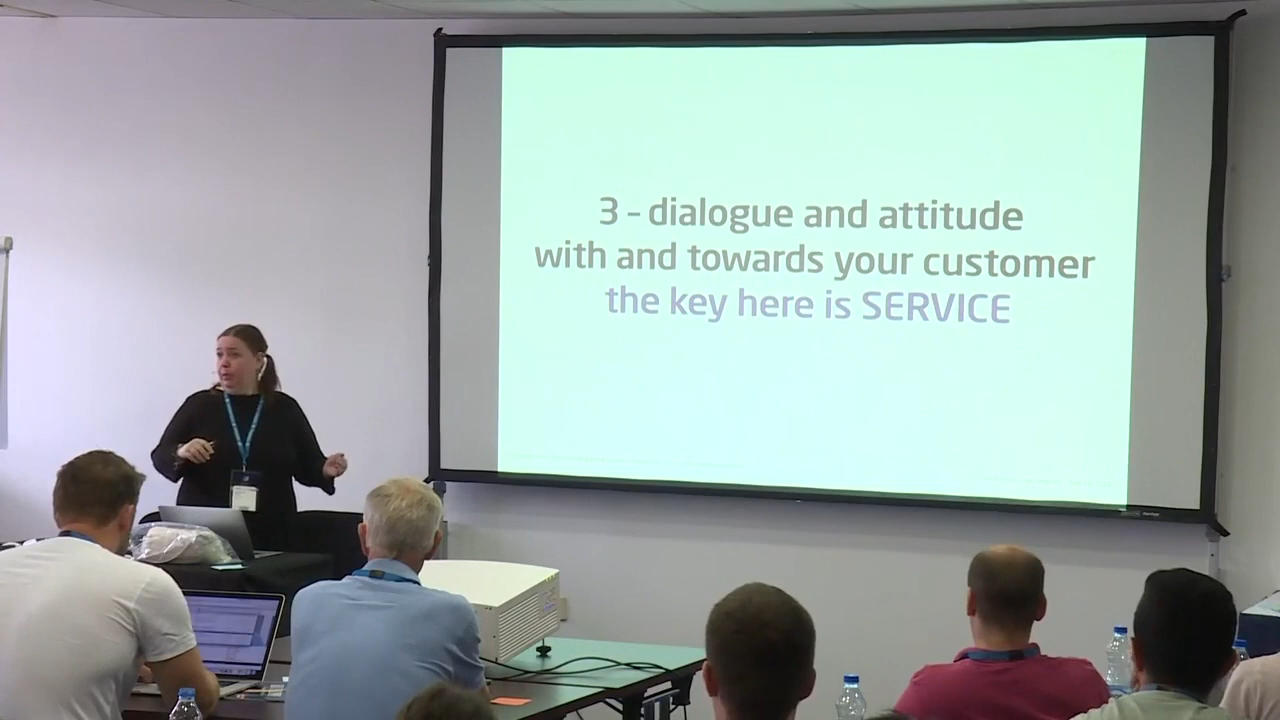 3 – dialogue and attitude
with and towards your customer
the key here is SERVICE